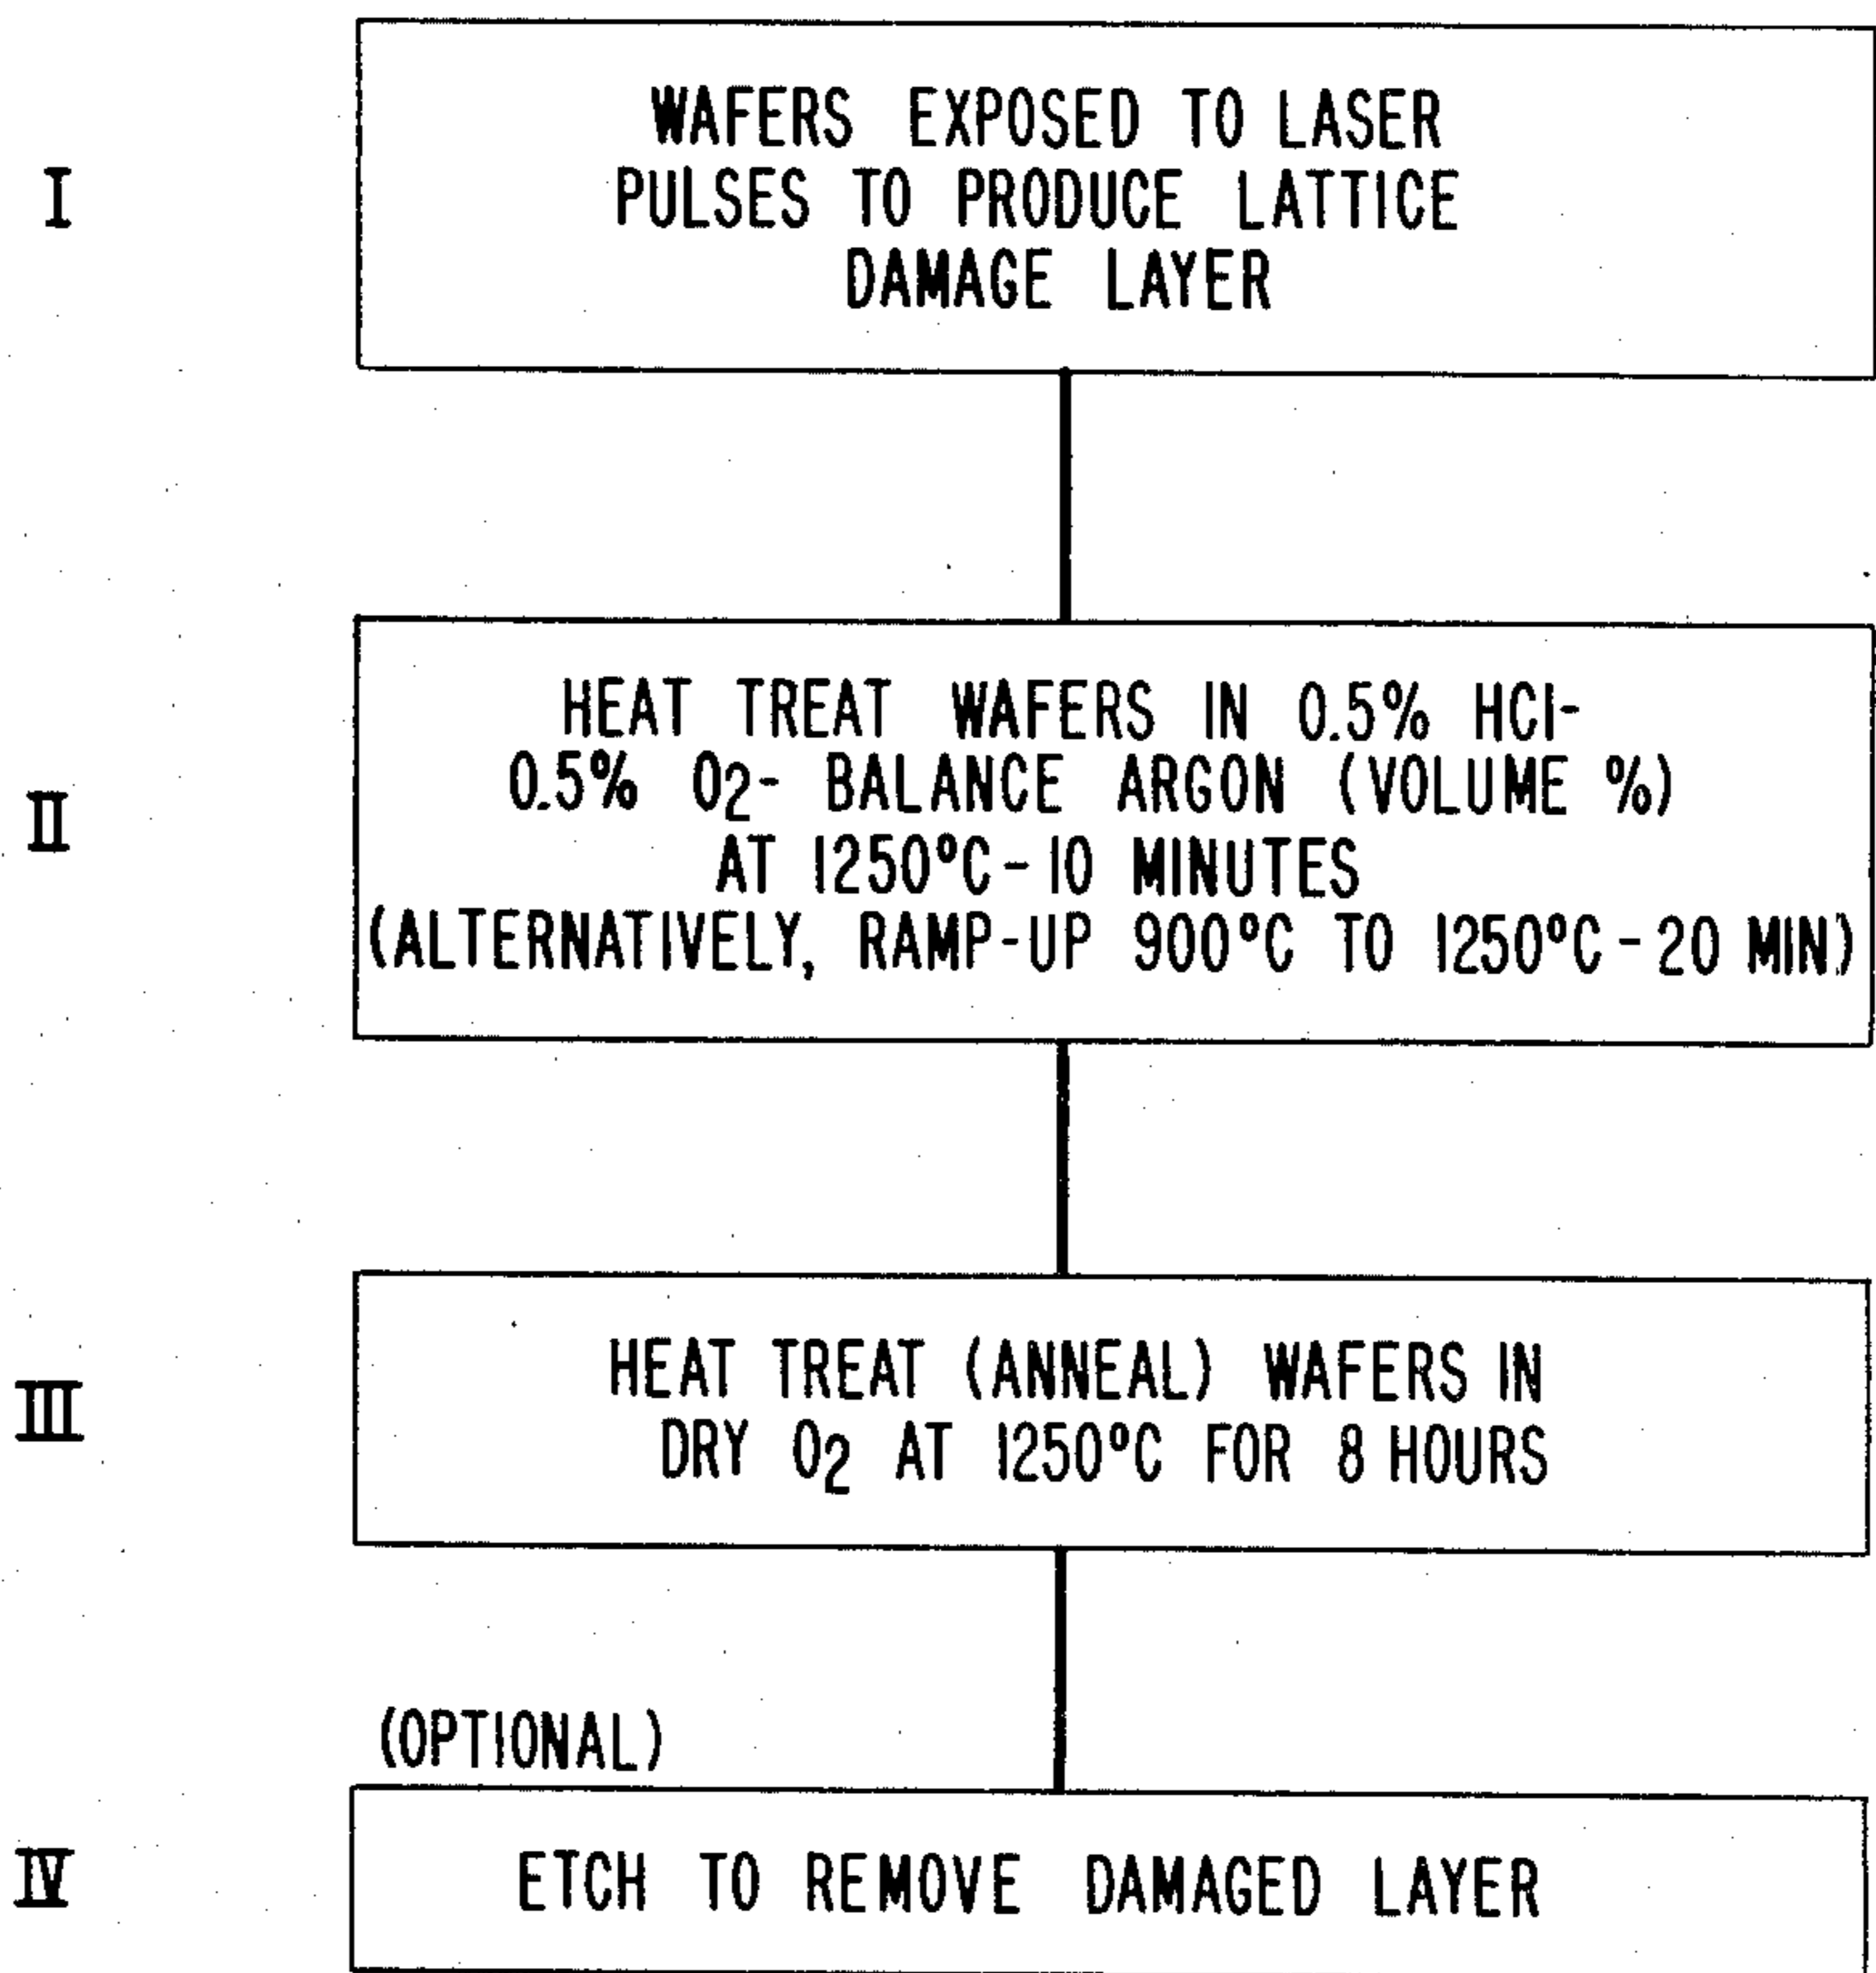 I
WAFERS EXPOSED TO LASER
PULSES TO PRODUCE LATTICE
DAMAGE LAYER
II
HEAT TREAT WAFERS IN 0.5% HCl-
0.5% O2- BALANCE ARGON (VOLUME %)
AT 1250°C-10 MINUTES
(ALTERNATIVELY, RAMP-UP 900°C TO 1250°C-20 MIN.)
III
HEAT TREAT (ANNEAL) WAFERS IN
DRY O2 AT 1250°C FOR 8 HOURS
(OPTIONAL)
IV
ETCH TO REMOVE DAMAGED LAYER